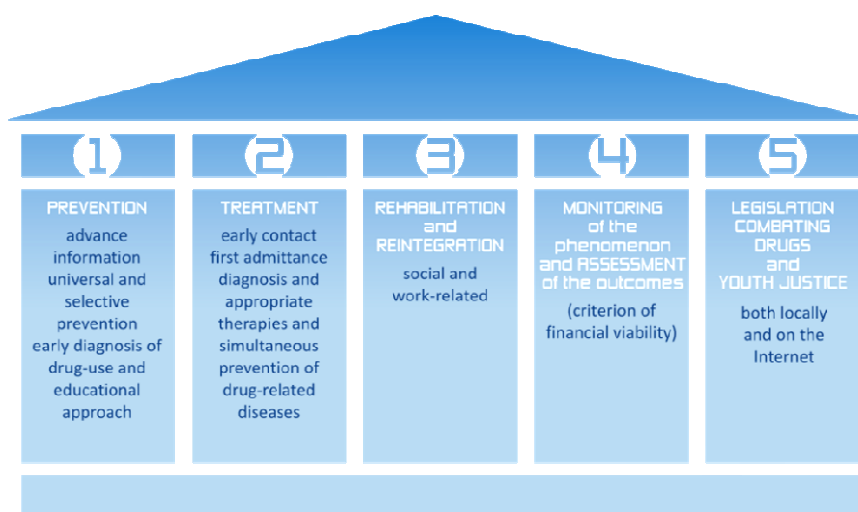 1
PREVENTION
advance
information
universal and
selective
prevention
early diagnosis of
drug-use and
educational
approach
2
TREATMENT
early contact
first admittance
diagnosis and
appropriate
therapies and
simultaneous
prevention of
drug-related
diseases
3
REHABILITATION
and
REINTEGRATION
social and
work-related
4
MONITORING
of the
phenomenon
and ASSESSMENT
of the outcomes
(criterion of
financial viability)
5
LEGISLATION
COMBATING
DRUGS
and
YOUTH JUSTICE
both locally
and on the
Internet